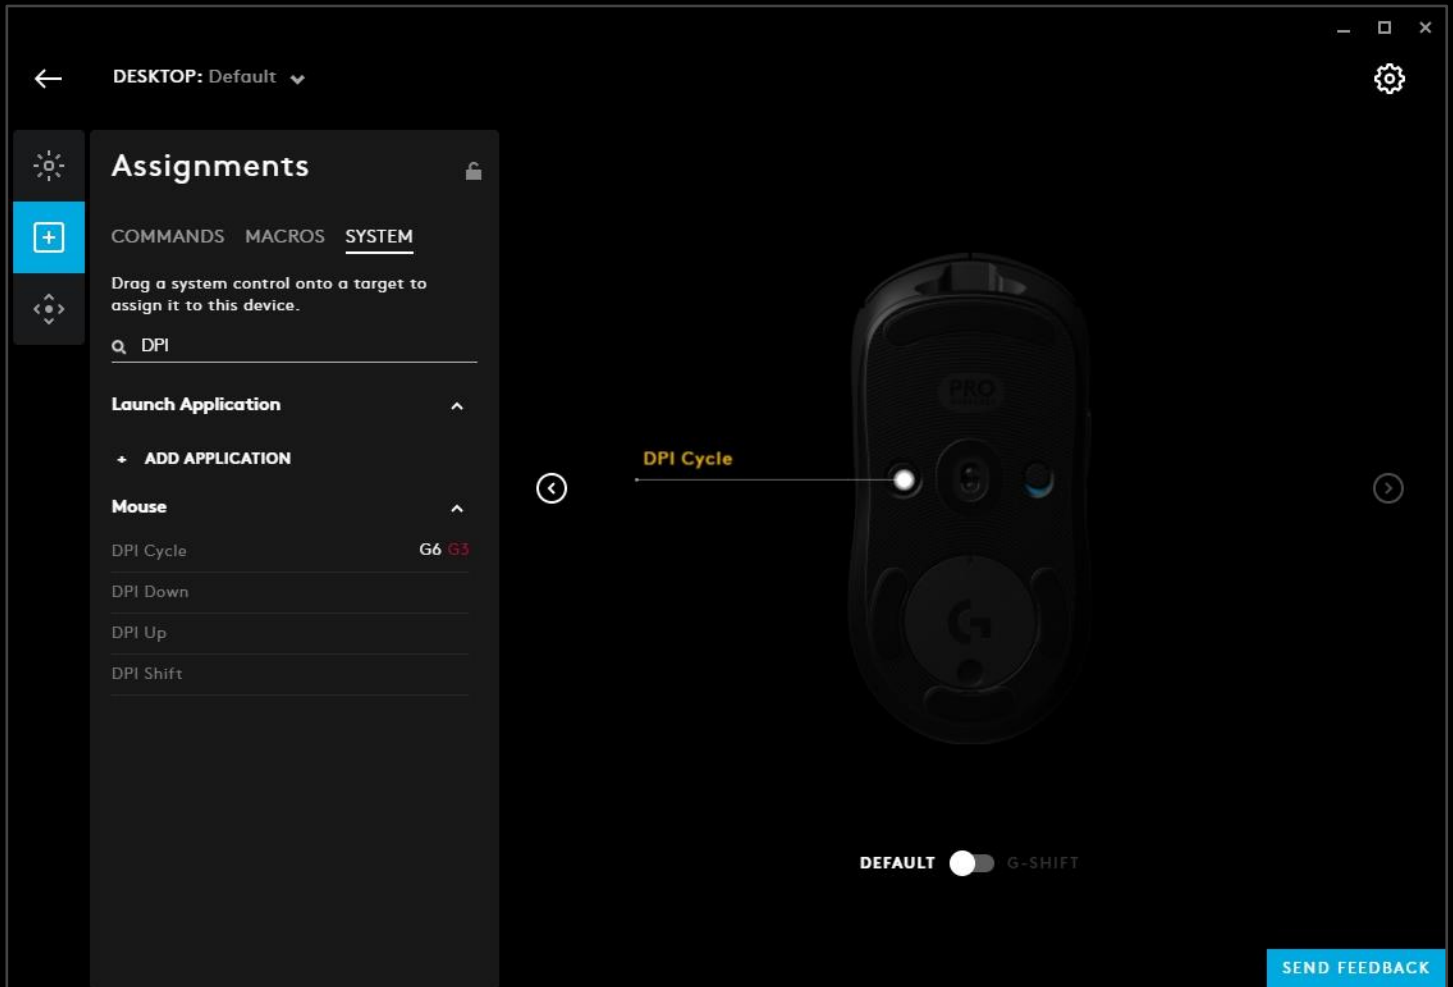 DESKTOP: Default
Assignments
COMMANDS MACROS SYSTEM
Drag a system control onto a target to
assign it to this device.
DPI
Launch Application
+ ADD APPLICATION
Mouse
DPI Cycle G6 G3
DPI Down
DPI Up
DPI Shift
DPI Cycle
PRO
DEFAULT G-SHIFT
SEND FEEDBACK